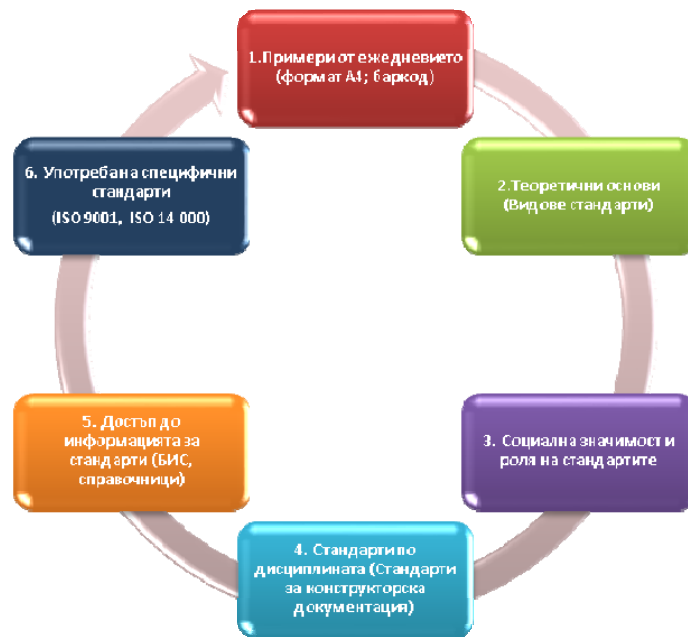 1.Примери от ежедневието
(формат А4; баркод)
2.Теоретични основи
(Видове стандарти)
3. Социална значимост и
роля на стандартите
4. Стандарти по
дисциплината (Стандарти
за конструкторска
документация)
5. Достъп до
информацията за
стандарти (БИС,
справочници)
6. Употреба на специфични
стандарти
(ISO 9001, ISO 14 000)